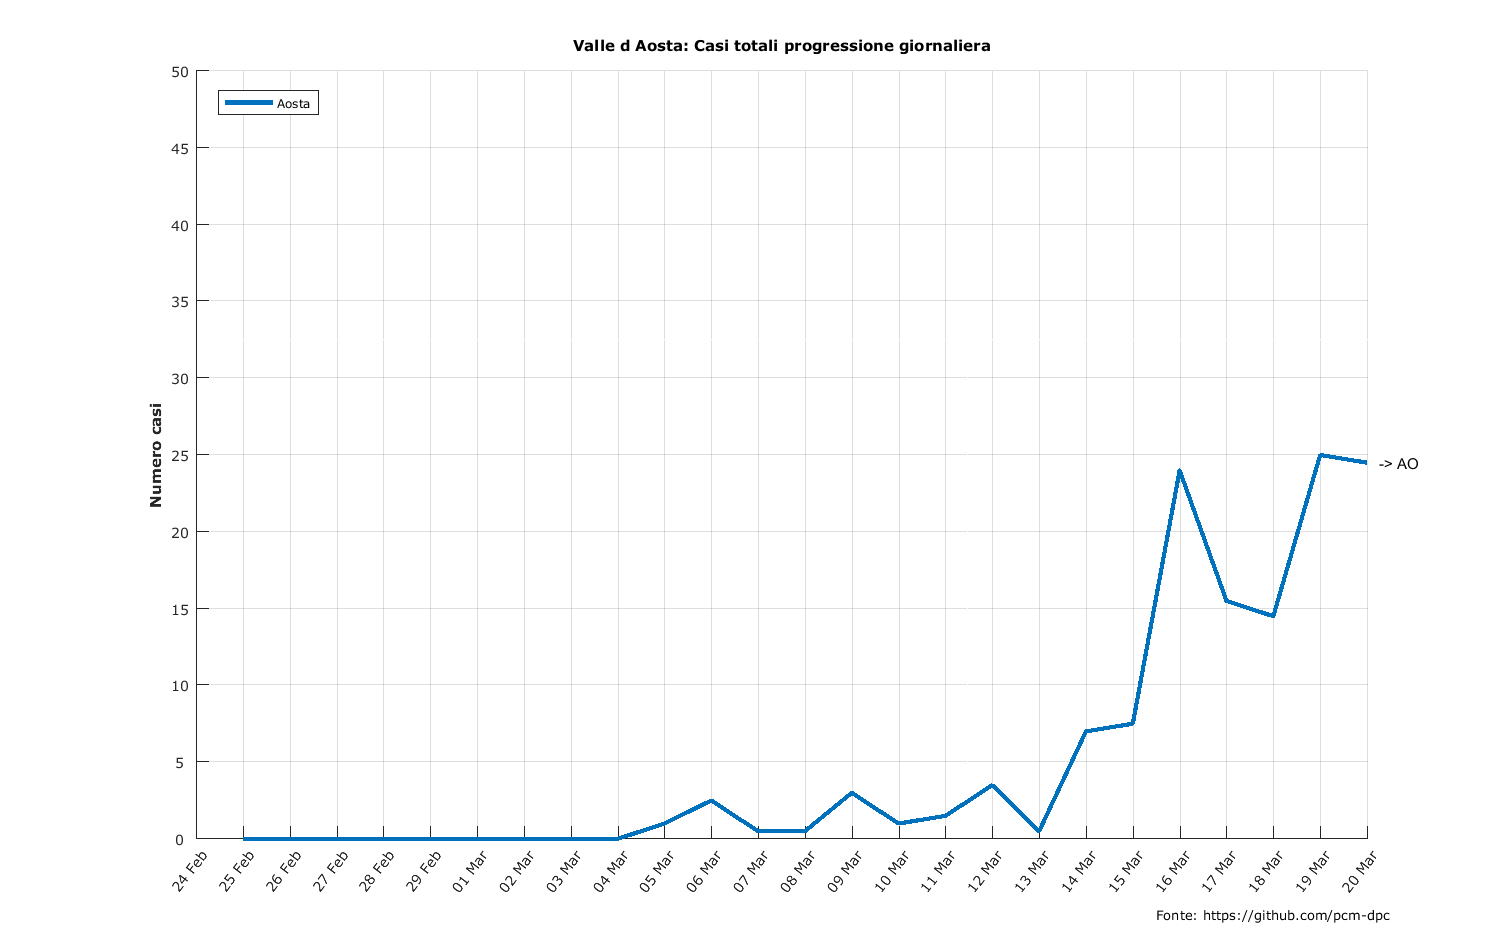 Valle d Aosta: Casi totali progressione giornaliera
Aosta
50
45
40
35
30
25
20
15
10
5
0
Numero casi
-> AO
24 Feb
25 Feb
26 Feb
27 Feb
28 Feb
29 Feb
01 Mar
02 Mar
03 Mar
04 Mar
05 Mar
06 Mar
07 Mar
08 Mar
09 Mar
10 Mar
11 Mar
12 Mar
13 Mar
14 Mar
15 Mar
16 Mar
17 Mar
18 Mar
19 Mar
20 Mar
Fonte: https://github.com/pcm-dpc